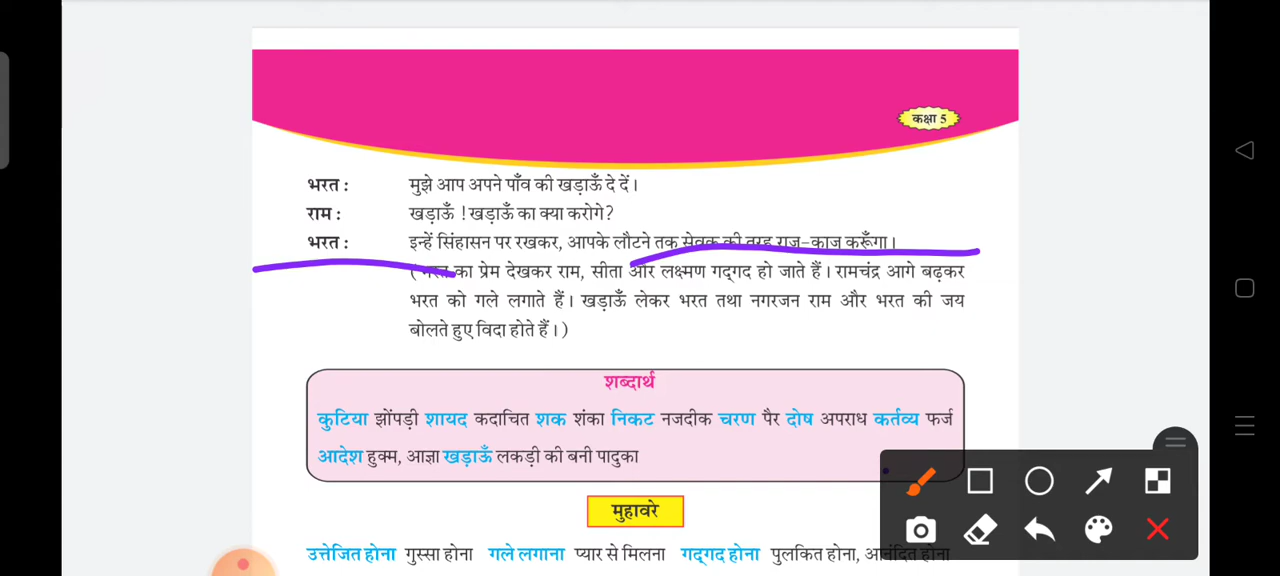 कक्षा 5
भरत : मुझे आप अपने पाँव की खड़ाऊँ दे दें।
राम : खड़ाऊँ ! खड़ाऊँ का क्या करोगे?
भरत : इन्हें सिंहासन पर रखकर, आपके लौटने तक सेवक की तरह राज-काज करूँगा।
( भरत का प्रेम देखकर राम, सीता और लक्ष्मण गद्गद हो जाते हैं। रामचंद्र आगे बढ़कर
भरत को गले लगाते हैं। खड़ाऊँ लेकर भरत तथा नगरजन राम और भरत की जय
बोलते हुए विदा होते हैं। )
शब्दार्थ
कुटिया झोंपड़ी शायद कदाचित शक शंका निकट नजदीक चरण पैर दोष अपराध कर्तव्य फर्ज
आदेश हुक्म, आज्ञा खड़ाऊँ लकड़ी की बनी पादुका
मुहावरे
उत्तेजित होना गुस्सा होना गले लगाना प्यार से मिलना गद्गद होना पुलकित होना, आनंदित होना